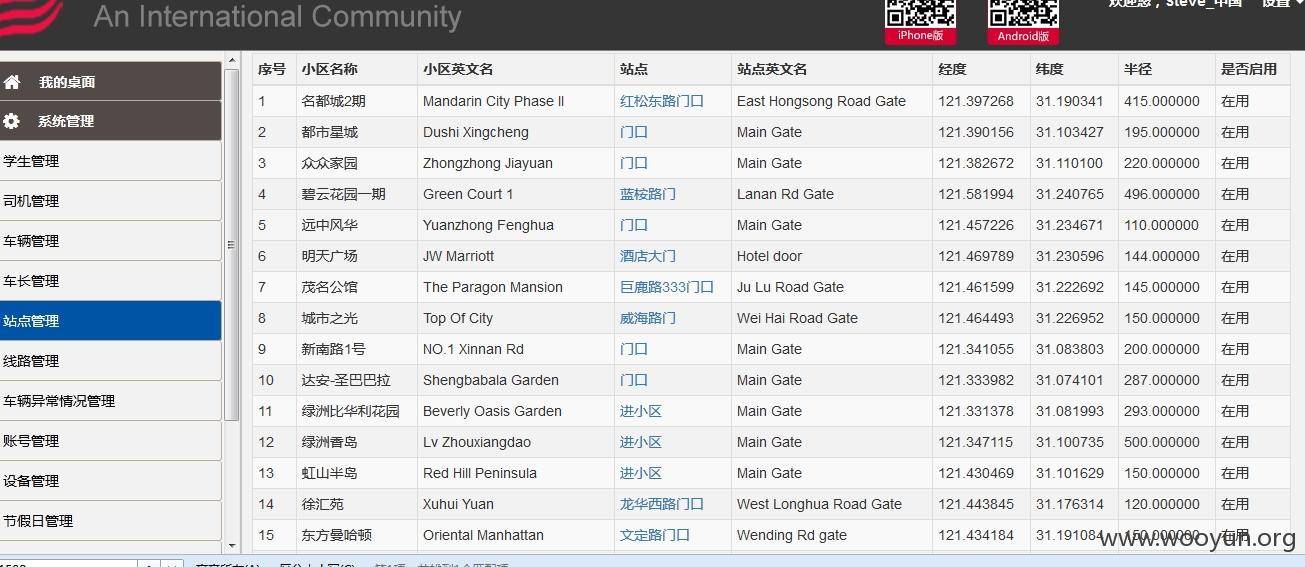 An International Community
iPhone版
Android版
我的桌面
系统管理
学生管理
司机管理
车辆管理
车长管理
站点管理
线路管理
车辆异常情况管理
账号管理
设备管理
节假日管理
序号 小区名称 小区英文名 站点 站点英文名 经度 纬度 半径 是否启用
1 名都城2期 Mandarin City Phase II 红松东路门口 East Hongsong Road Gate 121.397268 31.190341 415.000000 在用
2 都市星城 Dushi Xingcheng 门口 Main Gate 121.390156 31.103427 195.000000 在用
3 众众家园 Zhongzhong Jiayuan 门口 Main Gate 121.382672 31.110100 220.000000 在用
4 碧云花园一期 Green Court 1 蓝桉路门 Lanan Rd Gate 121.581994 31.240765 496.000000 在用
5 远中风华 Yuanzhong Fenghua 门口 Main Gate 121.457226 31.234671 110.000000 在用
6 明天广场 JW Marriott 酒店大门 Hotel door 121.469789 31.230596 144.000000 在用
7 茂名公馆 The Paragon Mansion 巨鹿路333门口 Ju Lu Road Gate 121.461599 31.222692 145.000000 在用
8 城市之光 Top Of City 威海路门 Wei Hai Road Gate 121.464493 31.226952 150.000000 在用
9 新南路1号 NO.1 Xinnan Rd 门口 Main Gate 121.341055 31.083803 200.000000 在用
10 达安-圣巴巴拉 Shengbabala Garden 门口 Main Gate 121.333982 31.074101 287.000000 在用
11 绿洲比华利花园 Beverly Oasis Garden 进小区 Main Gate 121.331378 31.081993 293.000000 在用
12 绿洲香岛 Lv Zhouxiangdao 进小区 Main Gate 121.347115 31.100735 500.000000 在用
13 虹山半岛 Red Hill Peninsula 进小区 Main Gate 121.430469 31.101629 150.000000 在用
14 徐汇苑 Xuhui Yuan 龙华西路门口 West Longhua Road Gate 121.443845 31.176314 120.000000 在用
15 东方曼哈顿 Oriental Manhattan 文定路门口 Wending Rd gate 121.434184 31.191084 150.000000 在用
www.wooyun.org